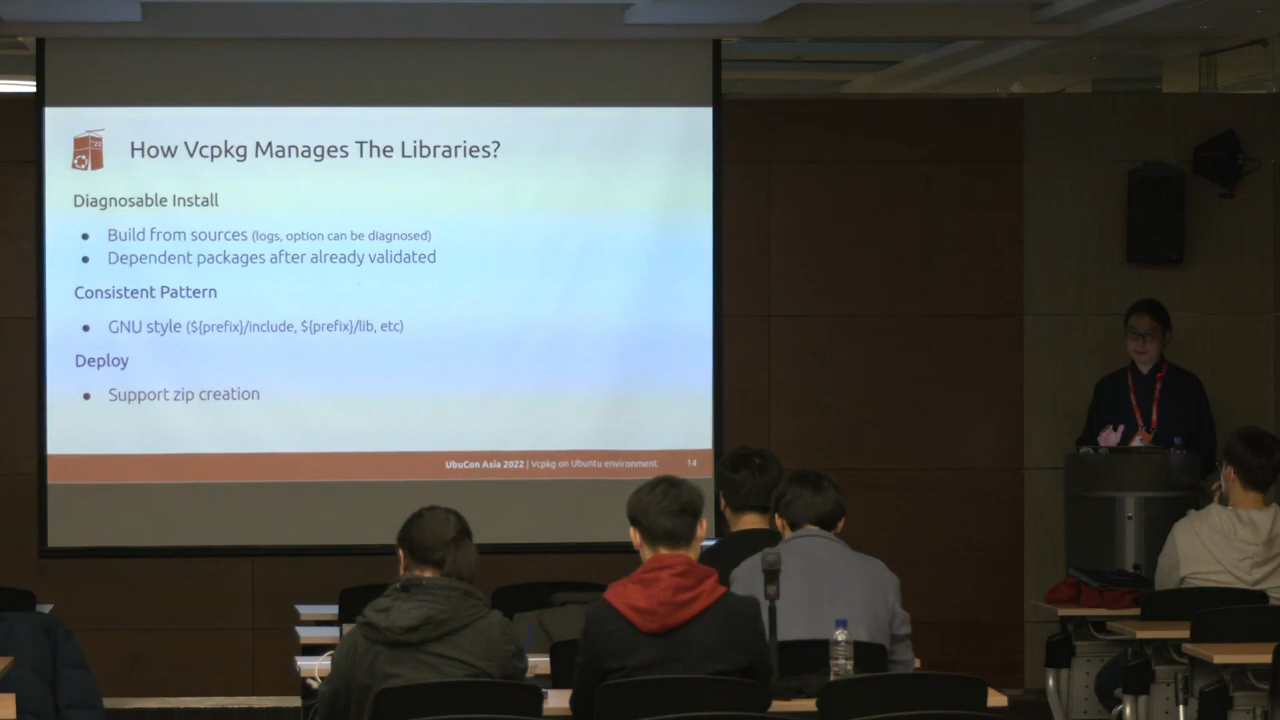 '22
How Vcpkg Manages The Libraries?
Diagnosable Install
● Build from sources (logs, option can be diagnosed)
● Dependent packages after already validated
Consistent Pattern
● GNU style (${prefix}/include, ${prefix}/lib, etc)
Deploy
● Support zip creation
UbuCon Asia 2022 | Vcpkg on Ubuntu environment 14